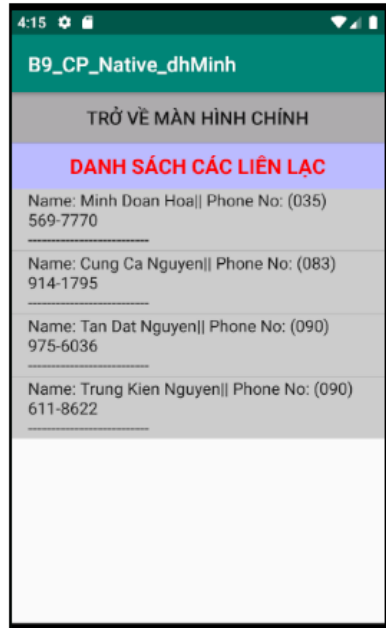 4:15
B9_CP_Native_dhMinh
TRỞ VỀ MÀN HÌNH CHÍNH
DANH SÁCH CÁC LIÊN LẠC
Name: Minh Doan Hoa|| Phone No: (035)
569-7770
--------------------------
Name: Cung Ca Nguyen|| Phone No: (083)
914-1795
--------------------------
Name: Tan Dat Nguyen|| Phone No: (090)
975-6036
--------------------------
Name: Trung Kien Nguyen|| Phone No: (090)
611-8622
--------------------------